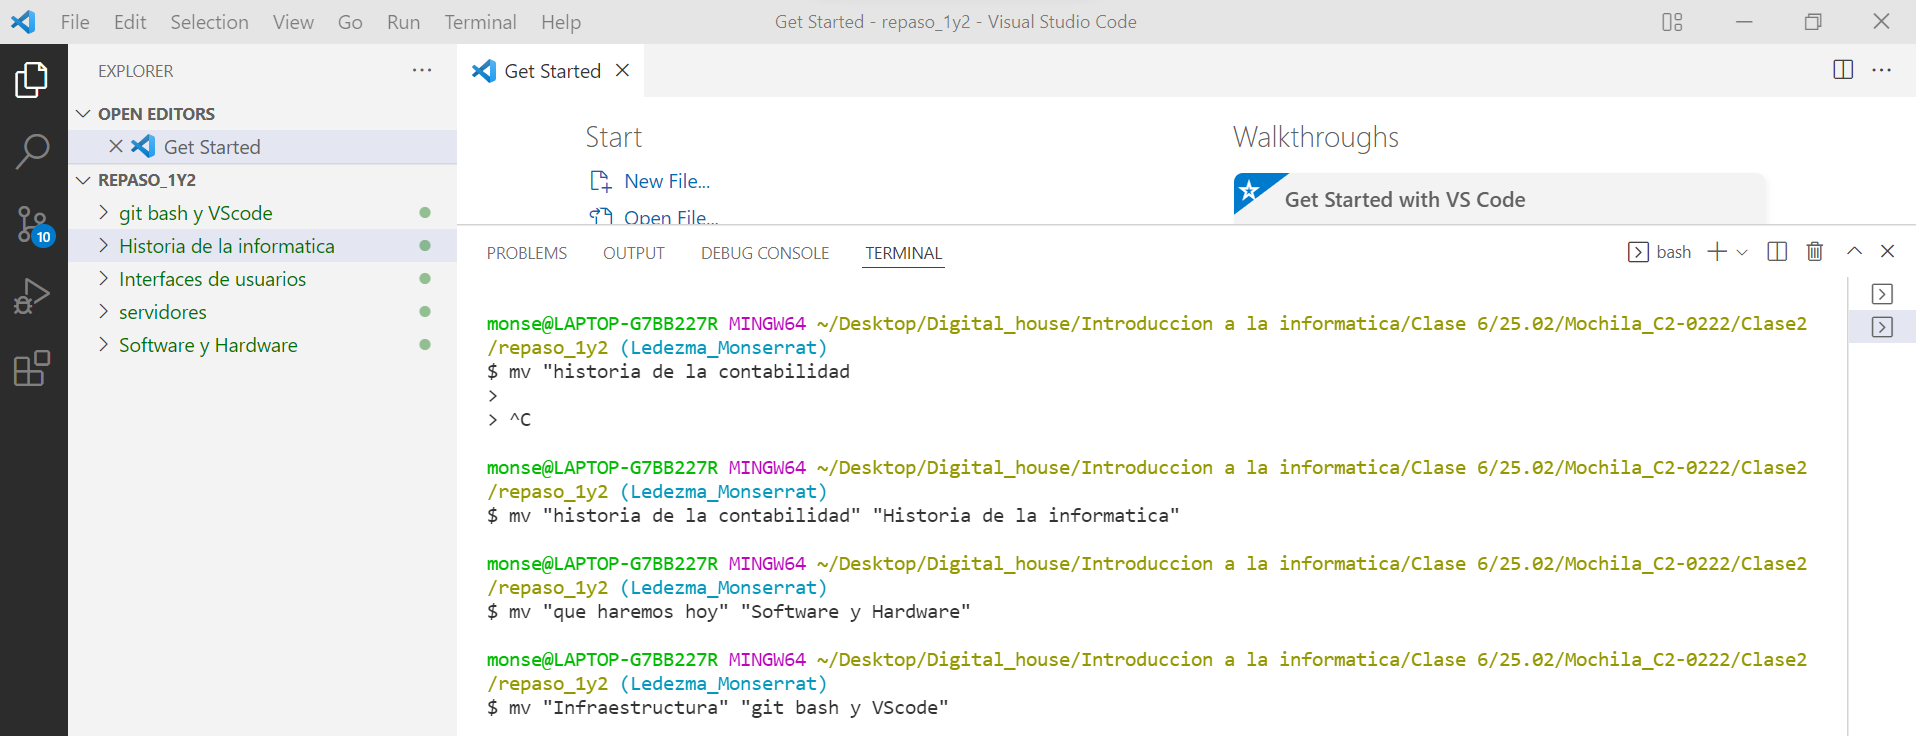 File Edit Selection View Go Run Terminal Help Get Started - repaso_1y2 - Visual Studio Code
EXPLORER ...
OPEN EDITORS
Get Started
REPASO_1Y2
git bash y VScode
Historia de la informatica
Interfaces de usuarios
servidores
Software y Hardware
10
Get Started
Start
New File...
Open File...
Walkthroughs
Get Started with VS Code
PROBLEMS OUTPUT DEBUG CONSOLE TERMINAL bash
monse@LAPTOP-G7BB227R MINGW64 ~/Desktop/Digital_house/Introduccion a la informatica/Clase 6/25.02/Mochila_C2-0222/Clase2
/repaso_1y2 (Ledezma_Monserrat)
$ mv "historia de la contabilidad
>
> ^C
monse@LAPTOP-G7BB227R MINGW64 ~/Desktop/Digital_house/Introduccion a la informatica/Clase 6/25.02/Mochila_C2-0222/Clase2
/repaso_1y2 (Ledezma_Monserrat)
$ mv "historia de la contabilidad" "Historia de la informatica"
monse@LAPTOP-G7BB227R MINGW64 ~/Desktop/Digital_house/Introduccion a la informatica/Clase 6/25.02/Mochila_C2-0222/Clase2
/repaso_1y2 (Ledezma_Monserrat)
$ mv "que haremos hoy" "Software y Hardware"
monse@LAPTOP-G7BB227R MINGW64 ~/Desktop/Digital_house/Introduccion a la informatica/Clase 6/25.02/Mochila_C2-0222/Clase2
/repaso_1y2 (Ledezma_Monserrat)
$ mv "Infraestructura" "git bash y VScode"